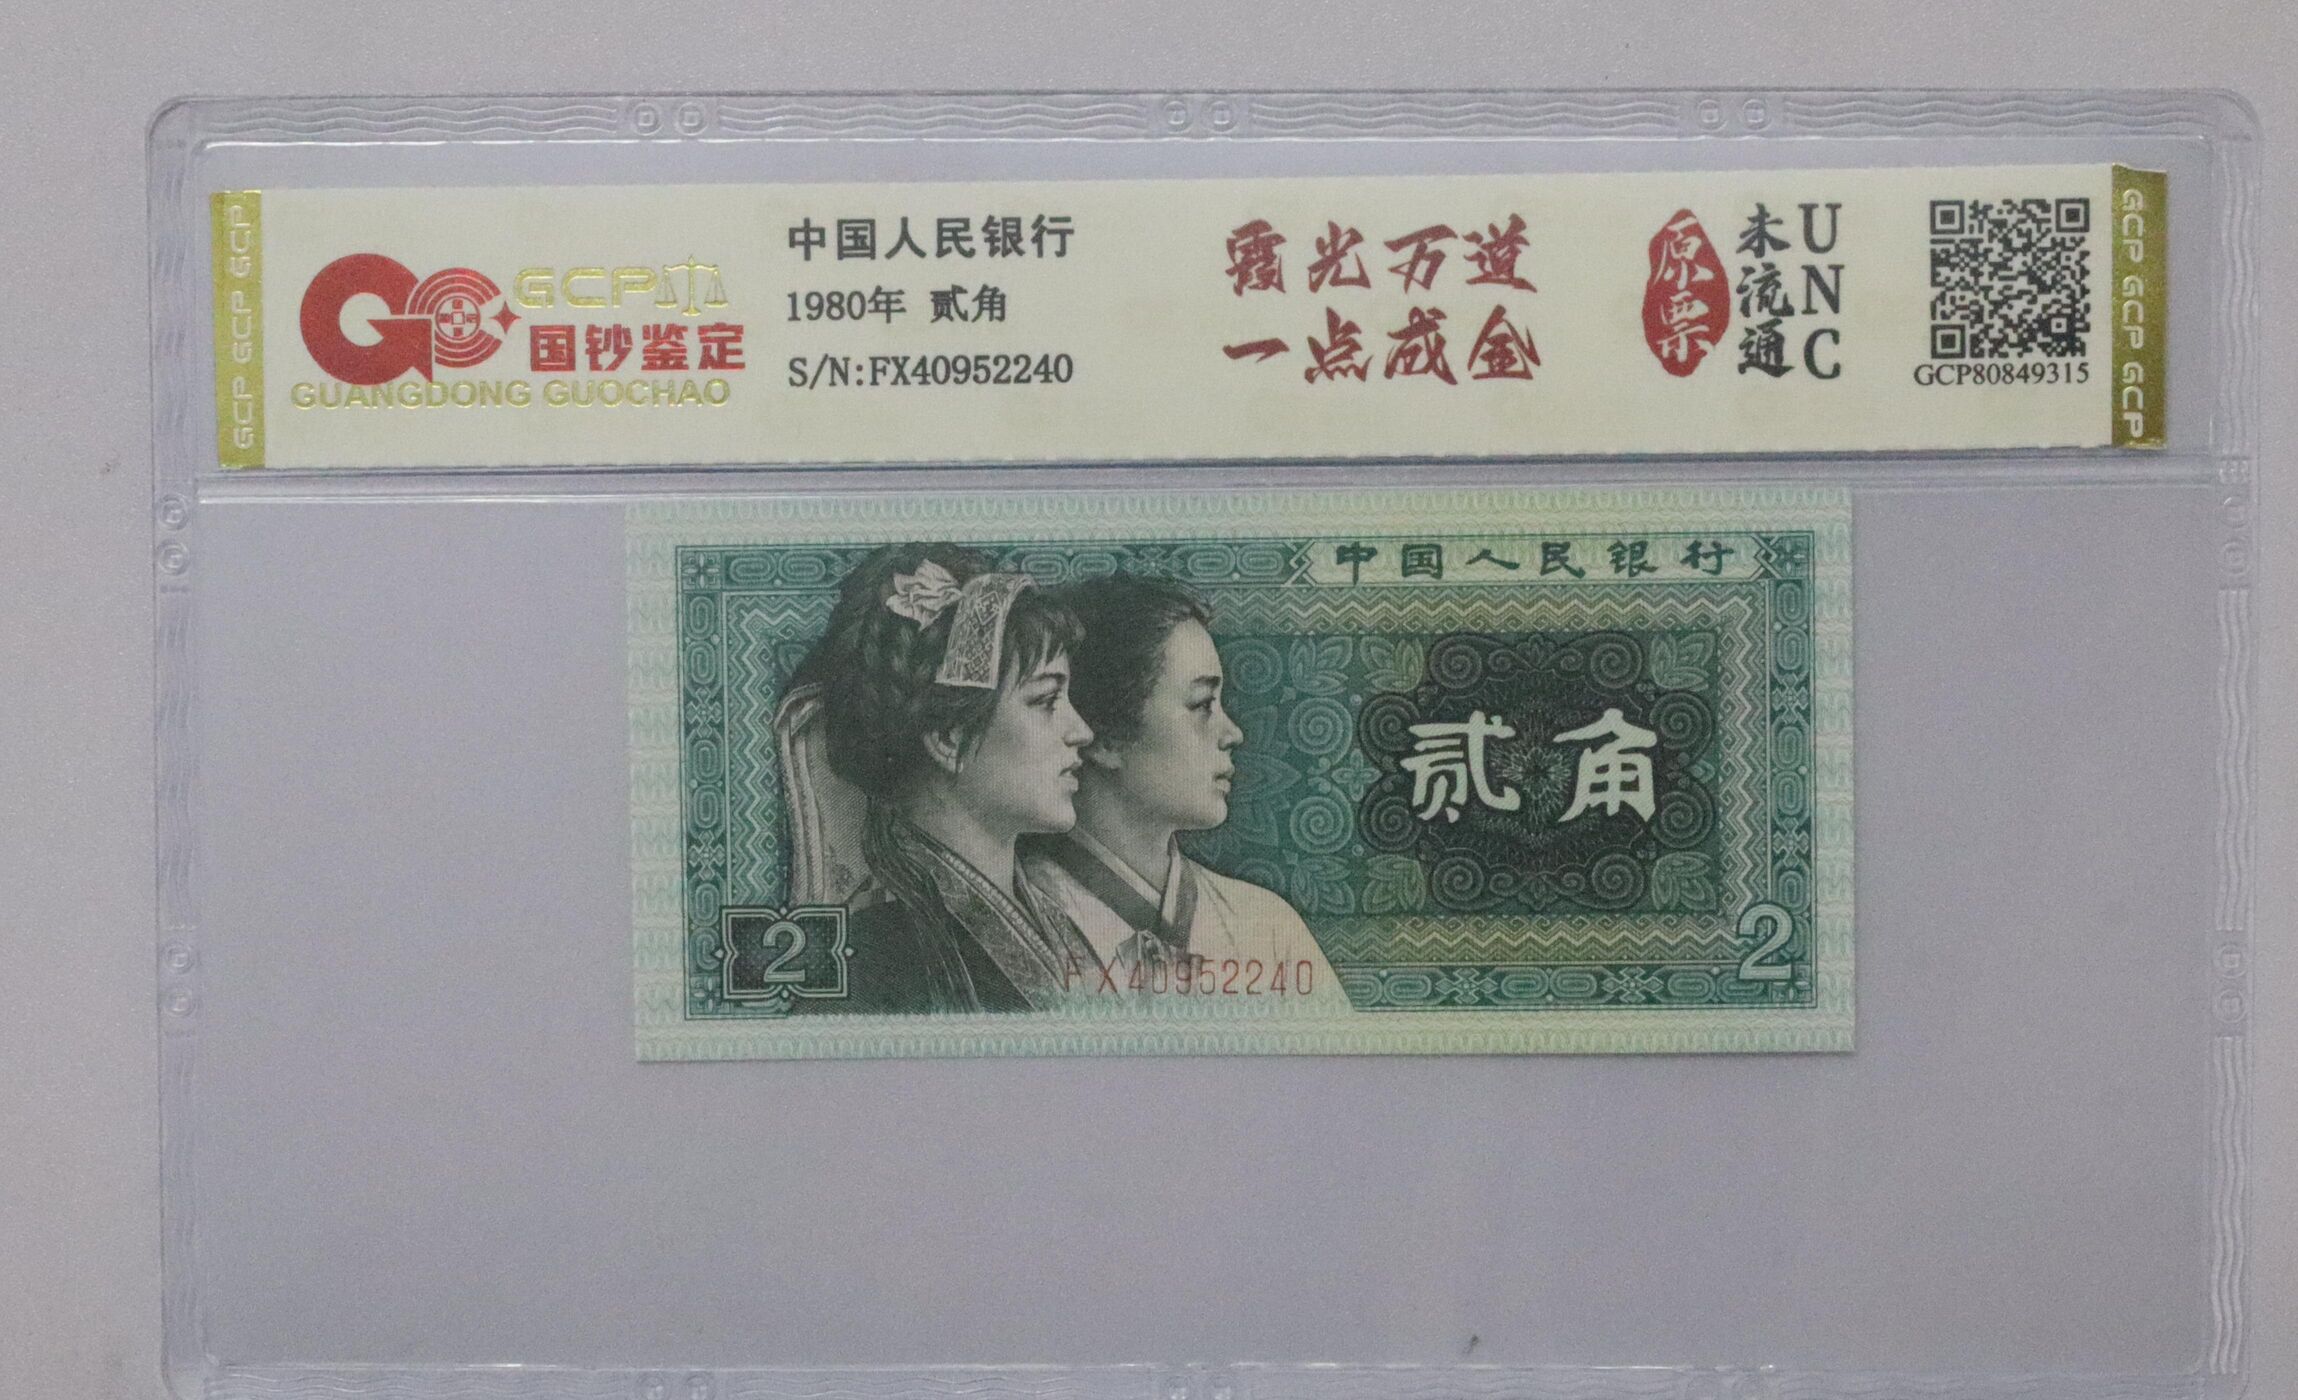 GCP GCP GCP
GCP
国钞鉴定
GUANGDONG GUOCHAO
中国人民银行
1980年 贰角
S/N:FX40952240
霞光万道
一点成金
原票
未流通
UNC
GCP80849315
GCP GCP GCP
中国人民银行
贰角
2
FX40952240
2